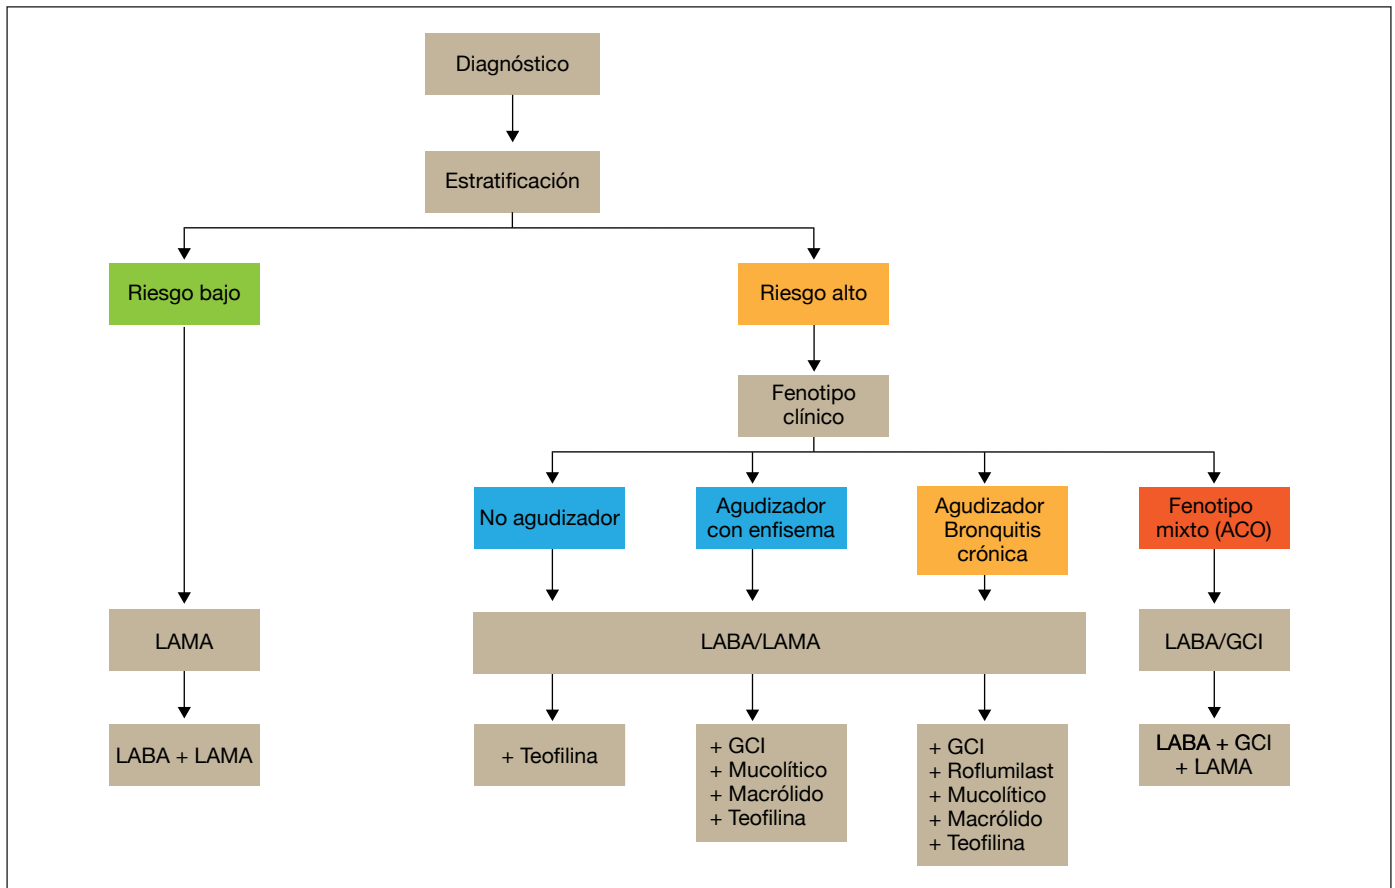 Diagnóstico
Estratificación
Riesgo bajo
Riesgo alto
Fenotipo
clínico
No agudizador
Agudizador
con enfisema
Agudizador
Bronquitis
crónica
Fenotipo
mixto (ACO)
LAMA
LABA/LAMA
LABA/GCI
LABA + LAMA
+ Teofilina
+ GCI
+ Mucolítico
+ Macrólido
+ Teofilina
+ GCI
+ Roflumilast
+ Mucolítico
+ Macrólido
+ Teofilina
LABA + GCI
+ LAMA